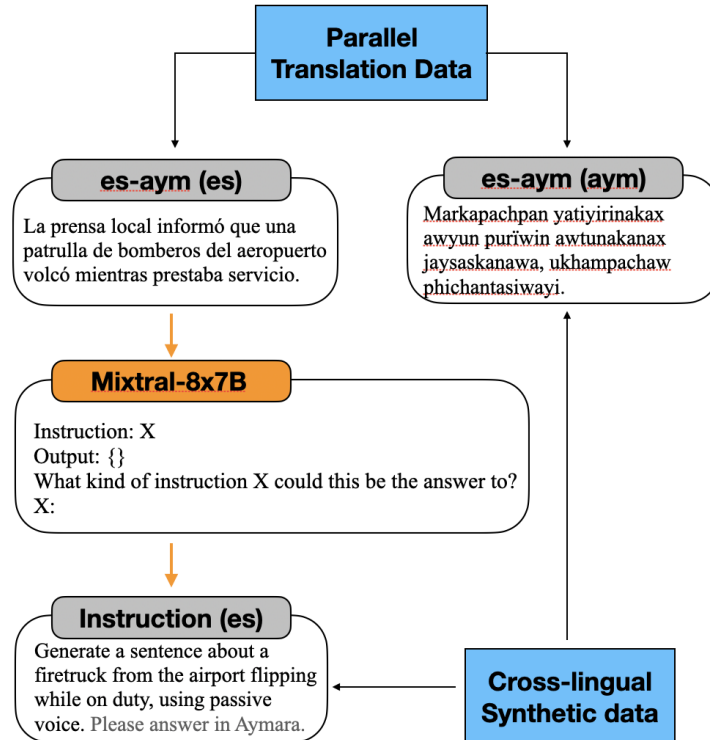 Parallel
Translation Data
es-aym (es)
La prensa local informó que una
patrulla de bomberos del aeropuerto
volcó mientras prestaba servicio.
es-aym (aym)
Markapachpan yatiyirinakax
awyun purïwin awtunakanax
jaysaskanawa, ukhampachaw
phichantasiwayi.
Mixtral-8x7B
Instruction: X
Output: {}
What kind of instruction X could this be the answer to?
X:
Instruction (es)
Generate a sentence about a
firetruck from the airport flipping
while on duty, using passive
voice. Please answer in Aymara.
Cross-lingual
Synthetic data